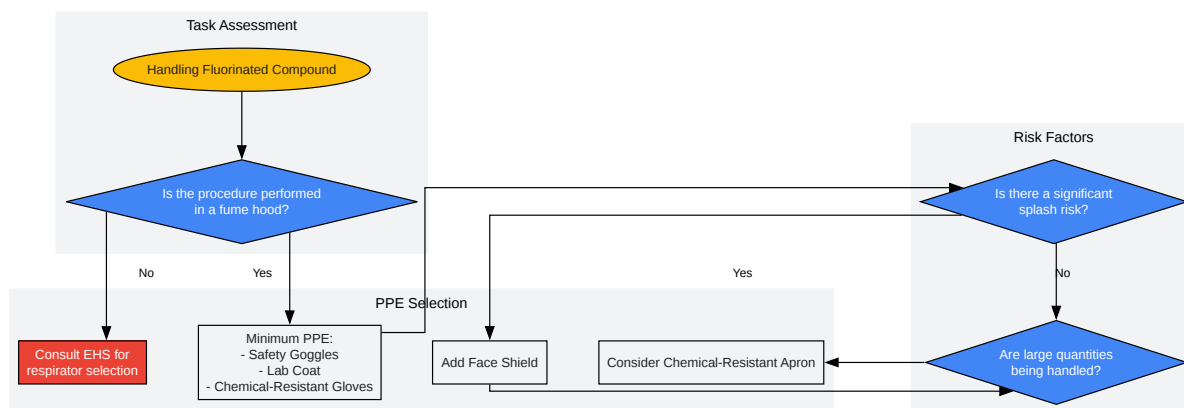 Task Assessment
Handling Fluorinated Compound
Is the procedure performed
in a fume hood?
Risk Factors
Is there a significant
splash risk?
No
Yes
Yes
No
PPE Selection
Consult EHS for
respirator selection
Minimum PPE:
- Safety Goggles
- Lab Coat
- Chemical-Resistant Gloves
Add Face Shield
Consider Chemical-Resistant Apron
Are large quantities
being handled?